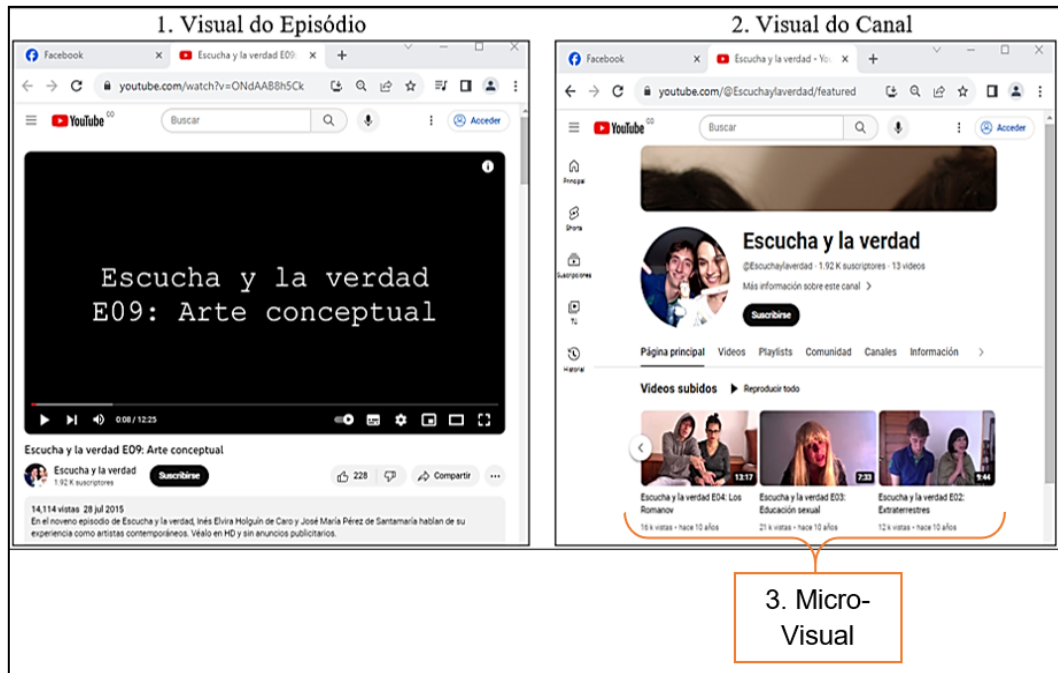 1. Visual do Episódio
Facebook
Escucha y la verdad E09:
youtube.com/watch?v=ONdAAB8h5Ck
YouTube CO
Buscar
Acceder
Escucha y la verdad
E09: Arte conceptual
0:08 / 12:25
Escucha y la verdad E09: Arte conceptual
Escucha y la verdad
1.92 K suscriptores
Suscribirse
228
Compartir
14,114 vistas 28 jul 2015
En el noveno episodio de Escucha y la verdad, Inés Elvira Holguín de Caro y José María Pérez de Santamaría hablan de su
experiencia como artistas contemporáneos. Véalo en HD y sin anuncios publicitarios.
2. Visual do Canal
Facebook
Escucha y la verdad - You
youtube.com/@Escuchaylaverdad/featured
YouTube CO
Buscar
Acceder
Principal
Shorts
Suscripciones
Tú
Historial
Escucha y la verdad
@Escuchaylaverdad · 1.92 K suscriptores · 13 videos
Más información sobre este canal
Suscribirse
Página principal Videos Playlists Comunidad Canales Información
Videos subidos Reproducir todo
13:17
7:33
9:44
Escucha y la verdad E04: Los
Romanov
16 k vistas • hace 10 años
Escucha y la verdad E03:
Educación sexual
21 k vistas • hace 10 años
Escucha y la verdad E02:
Extraterrestres
12 k vistas • hace 10 años
3. Micro-
Visual